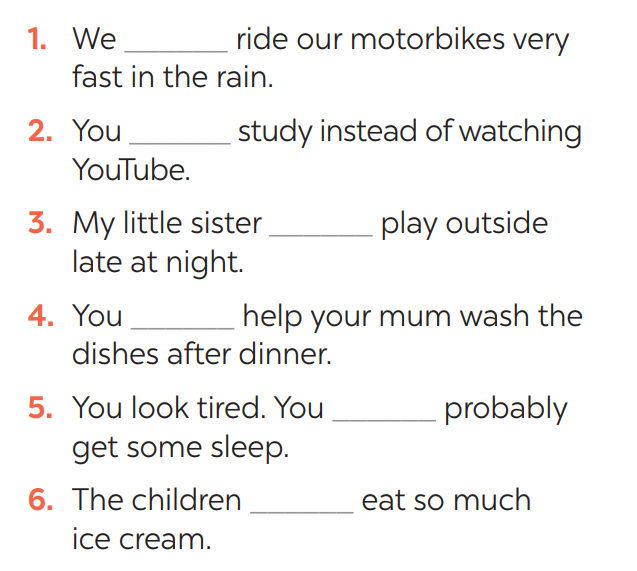 1. We _______ ride our motorbikes very
fast in the rain.
2. You _______ study instead of watching
YouTube.
3. My little sister _______ play outside
late at night.
4. You _______ help your mum wash the
dishes after dinner.
5. You look tired. You _______ probably
get some sleep.
6. The children _______ eat so much
ice cream.